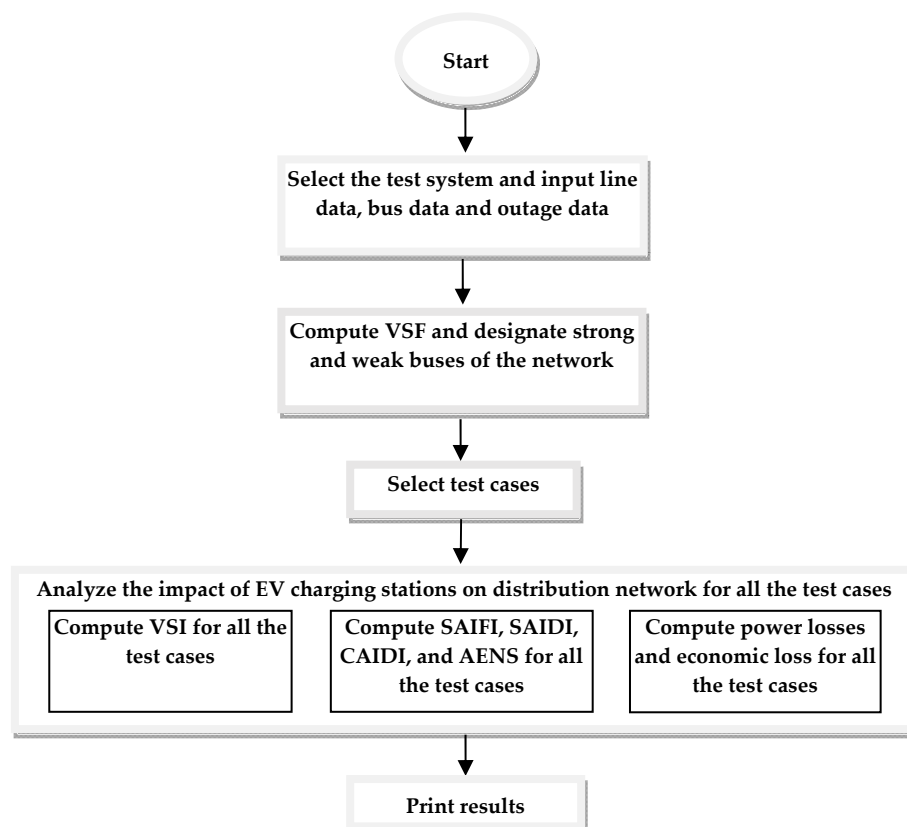 Start
Select the test system and input line
data, bus data and outage data
Compute VSF and designate strong
and weak buses of the network
Select test cases
Analyze the impact of EV charging stations on distribution network for all the test cases
Compute VSI for all the
test cases
Compute SAIFI, SAIDI,
CAIDI, and AENS for all
the test cases
Compute power losses
and economic loss for all
the test cases
Print results